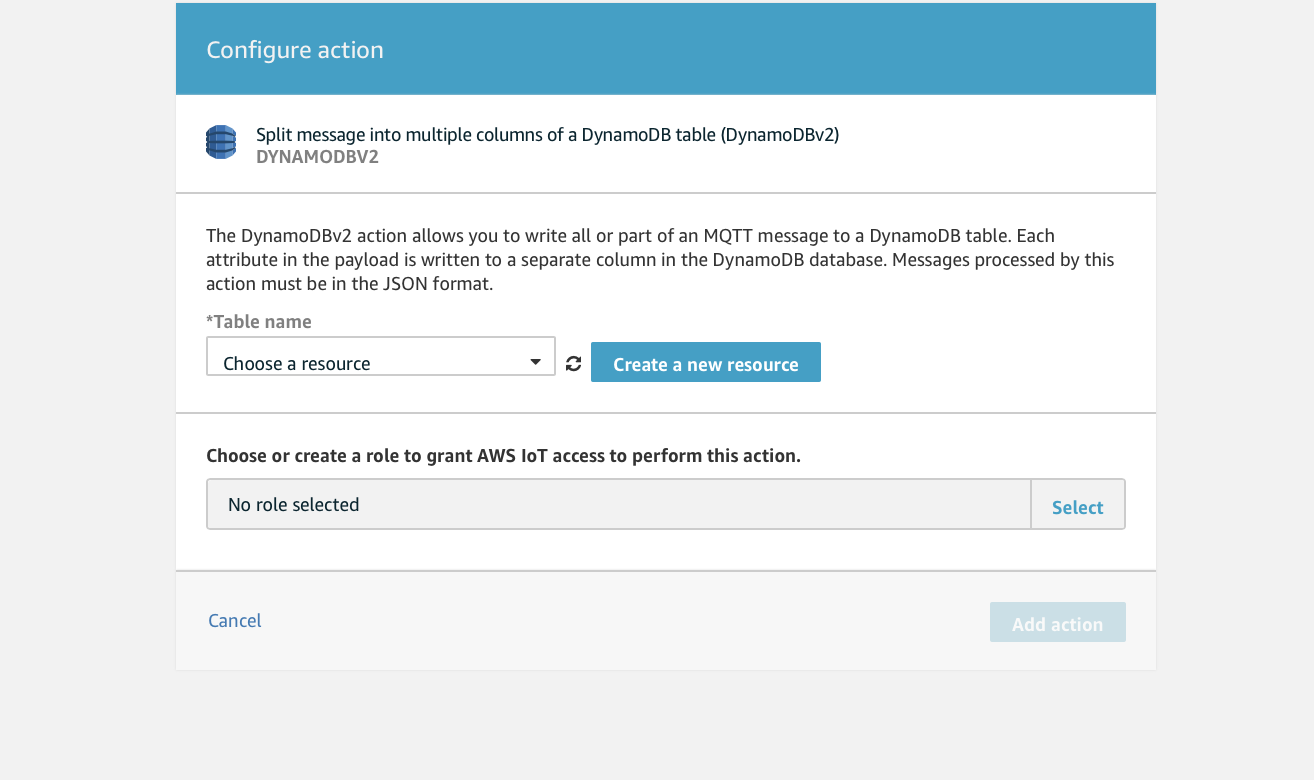 Configure action
Split message into multiple columns of a DynamoDB table (DynamoDBv2)
DYNAMODBV2
The DynamoDBv2 action allows you to write all or part of an MQTT message to a DynamoDB table. Each
attribute in the payload is written to a separate column in the DynamoDB database. Messages processed by this
action must be in the JSON format.
*Table name
Choose a resource
Create a new resource
Choose or create a role to grant AWS IoT access to perform this action.
No role selected
Select
Cancel
Add action